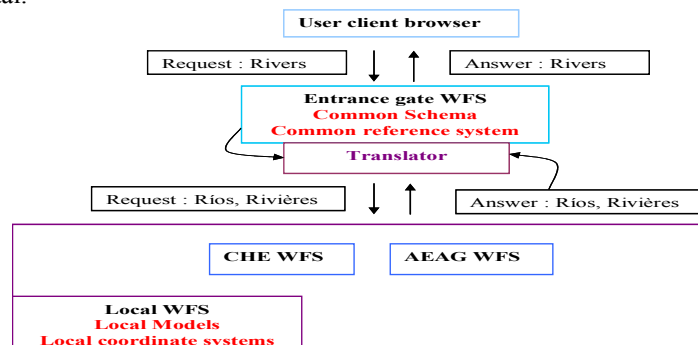 User client browser
Request : Rivers
Answer : Rivers
Entrance gate WFS
Common Schema
Common reference system
Translator
Request : Ríos, Rivières
Answer : Ríos, Rivières
CHE WFS
AEAG WFS
Local WFS
Local Models
Local coordinate systems